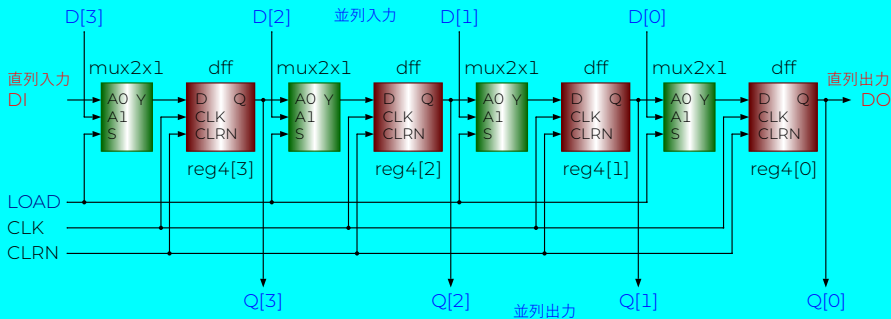 D[3] D[2] 並列入力 D[1] D[0]
mux2x1 dff mux2x1 dff mux2x1 dff mux2x1 dff
直列入力 直列出力
DI A0 Y D Q A0 Y D Q A0 Y D Q A0 Y D Q DO
A1 CLK A1 CLK A1 CLK A1 CLK
S CLRN S CLRN S CLRN S CLRN
reg4[3] reg4[2] reg4[1] reg4[0]
LOAD
CLK
CLRN
Q[3] Q[2] Q[1] Q[0]
並列出力